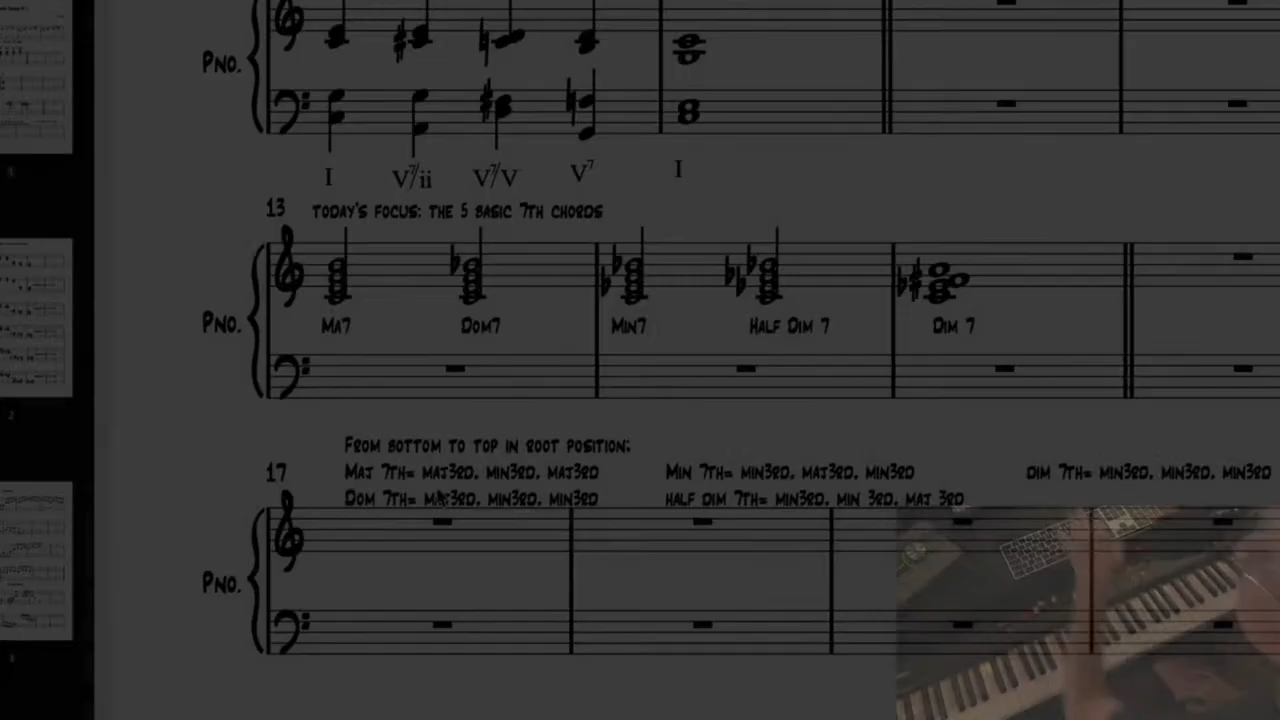 PNO.
I V7/ii V7/V V7 I
13 TODAY'S FOCUS: THE 5 BASIC 7TH CHORDS
PNO.
MA7 DOM7 MIN7 HALF DIM 7 DIM 7
FROM BOTTOM TO TOP IN ROOT POSITION:
17 MAJ 7TH= MAJ3RD, MIN3RD, MAJ3RD MIN 7TH= MIN3RD, MAJ3RD, MIN3RD DIM 7TH= MIN3RD, MIN3RD, MIN3RD
DOM 7TH= MAJ3RD, MIN3RD, MIN3RD HALF DIM 7TH= MIN3RD, MIN 3RD, MAJ 3RD
PNO.